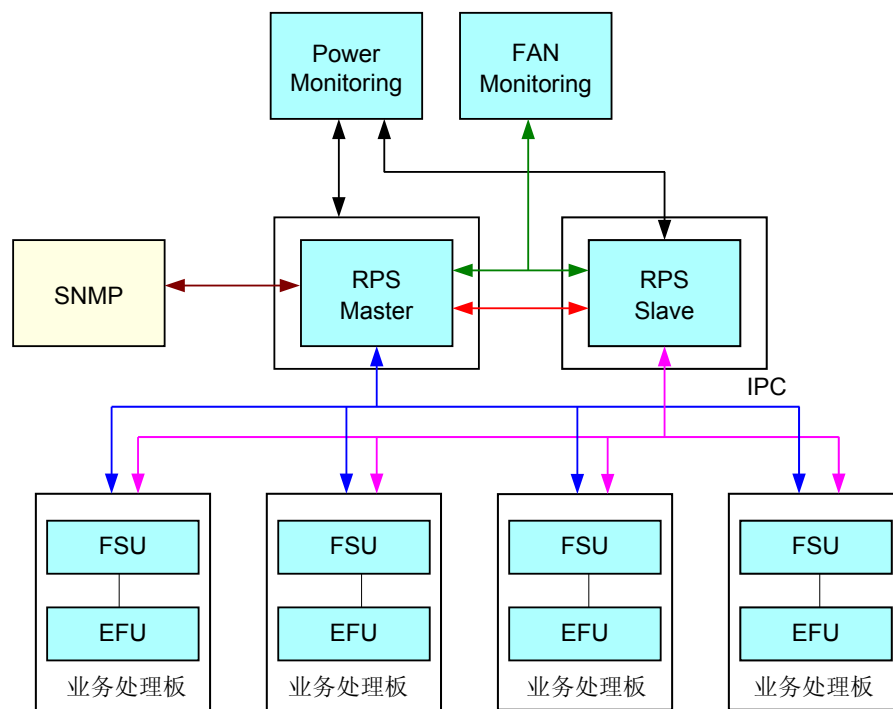 Power
Monitoring
FAN
Monitoring
SNMP
RPS
Master
RPS
Slave
IPC
FSU
FSU
FSU
FSU
EFU
EFU
EFU
EFU
业务处理板
业务处理板
业务处理板
业务处理板